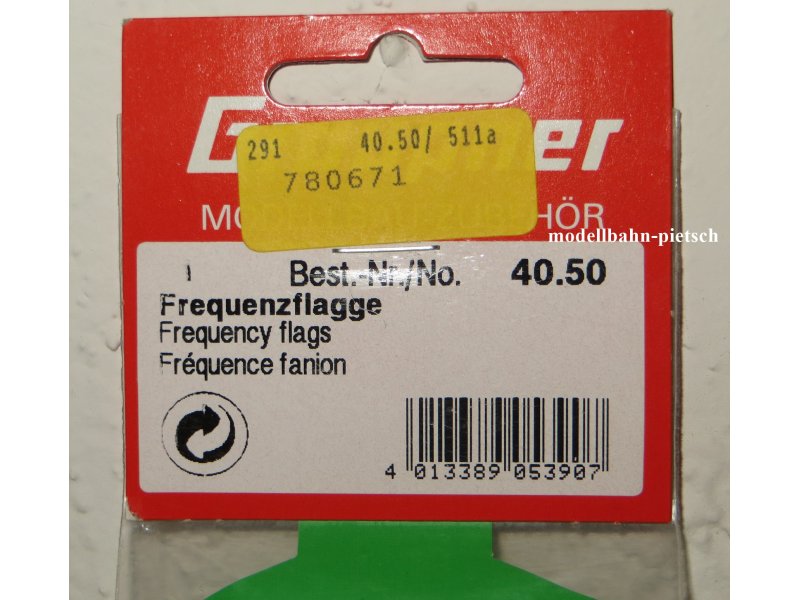 291 40.50/ 511a
780671
modellbahn-pietsch
1 Best.-Nr./No. 40.50
Frequenzflagge
Frequency flags
Fréquence fanion
4 013389 053907